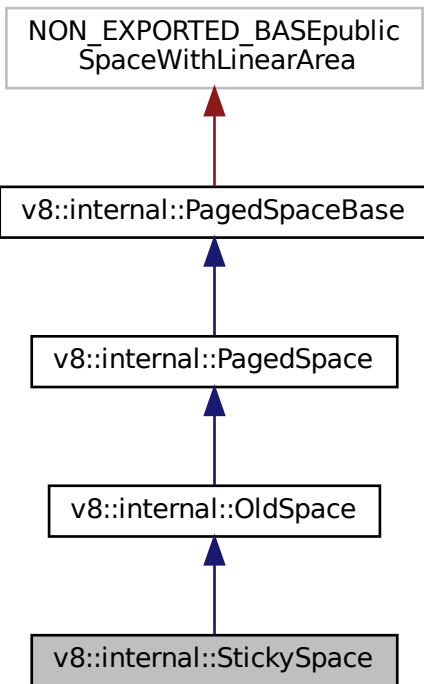 NON_EXPORTED_BASEpublic
SpaceWithLinearArea
v8::internal::PagedSpaceBase
v8::internal::PagedSpace
v8::internal::OldSpace
v8::internal::StickySpace